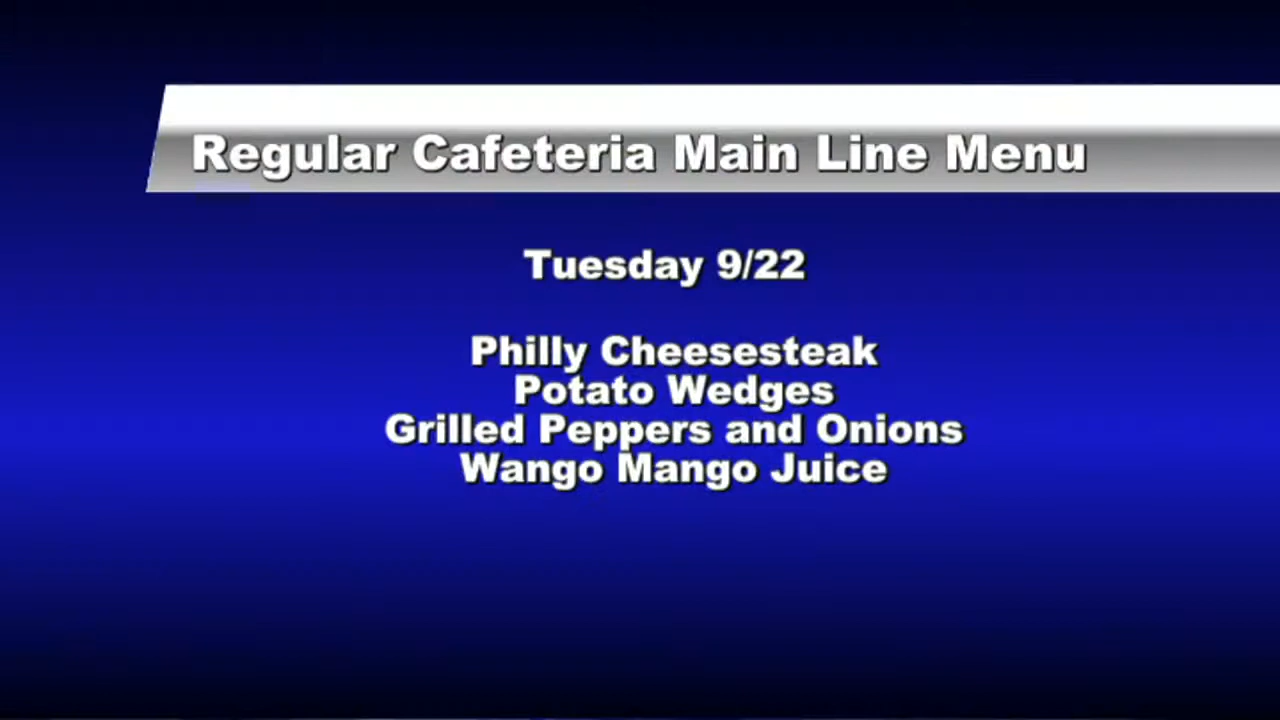 Regular Cafeteria Main Line Menu
Tuesday 9/22
Philly Cheesesteak
Potato Wedges
Grilled Peppers and Onions
Wango Mango Juice